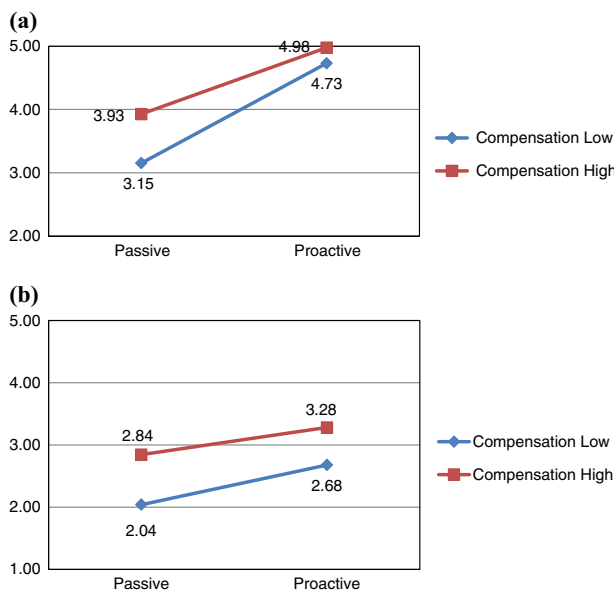 (a)
5.00
4.98
4.00
3.93
4.73
3.00
3.15
2.00
Passive Proactive
Compensation Low
Compensation High
(b)
5.00
4.00
3.00
2.84
3.28
2.00
2.04
2.68
1.00
Passive Proactive
Compensation Low
Compensation High